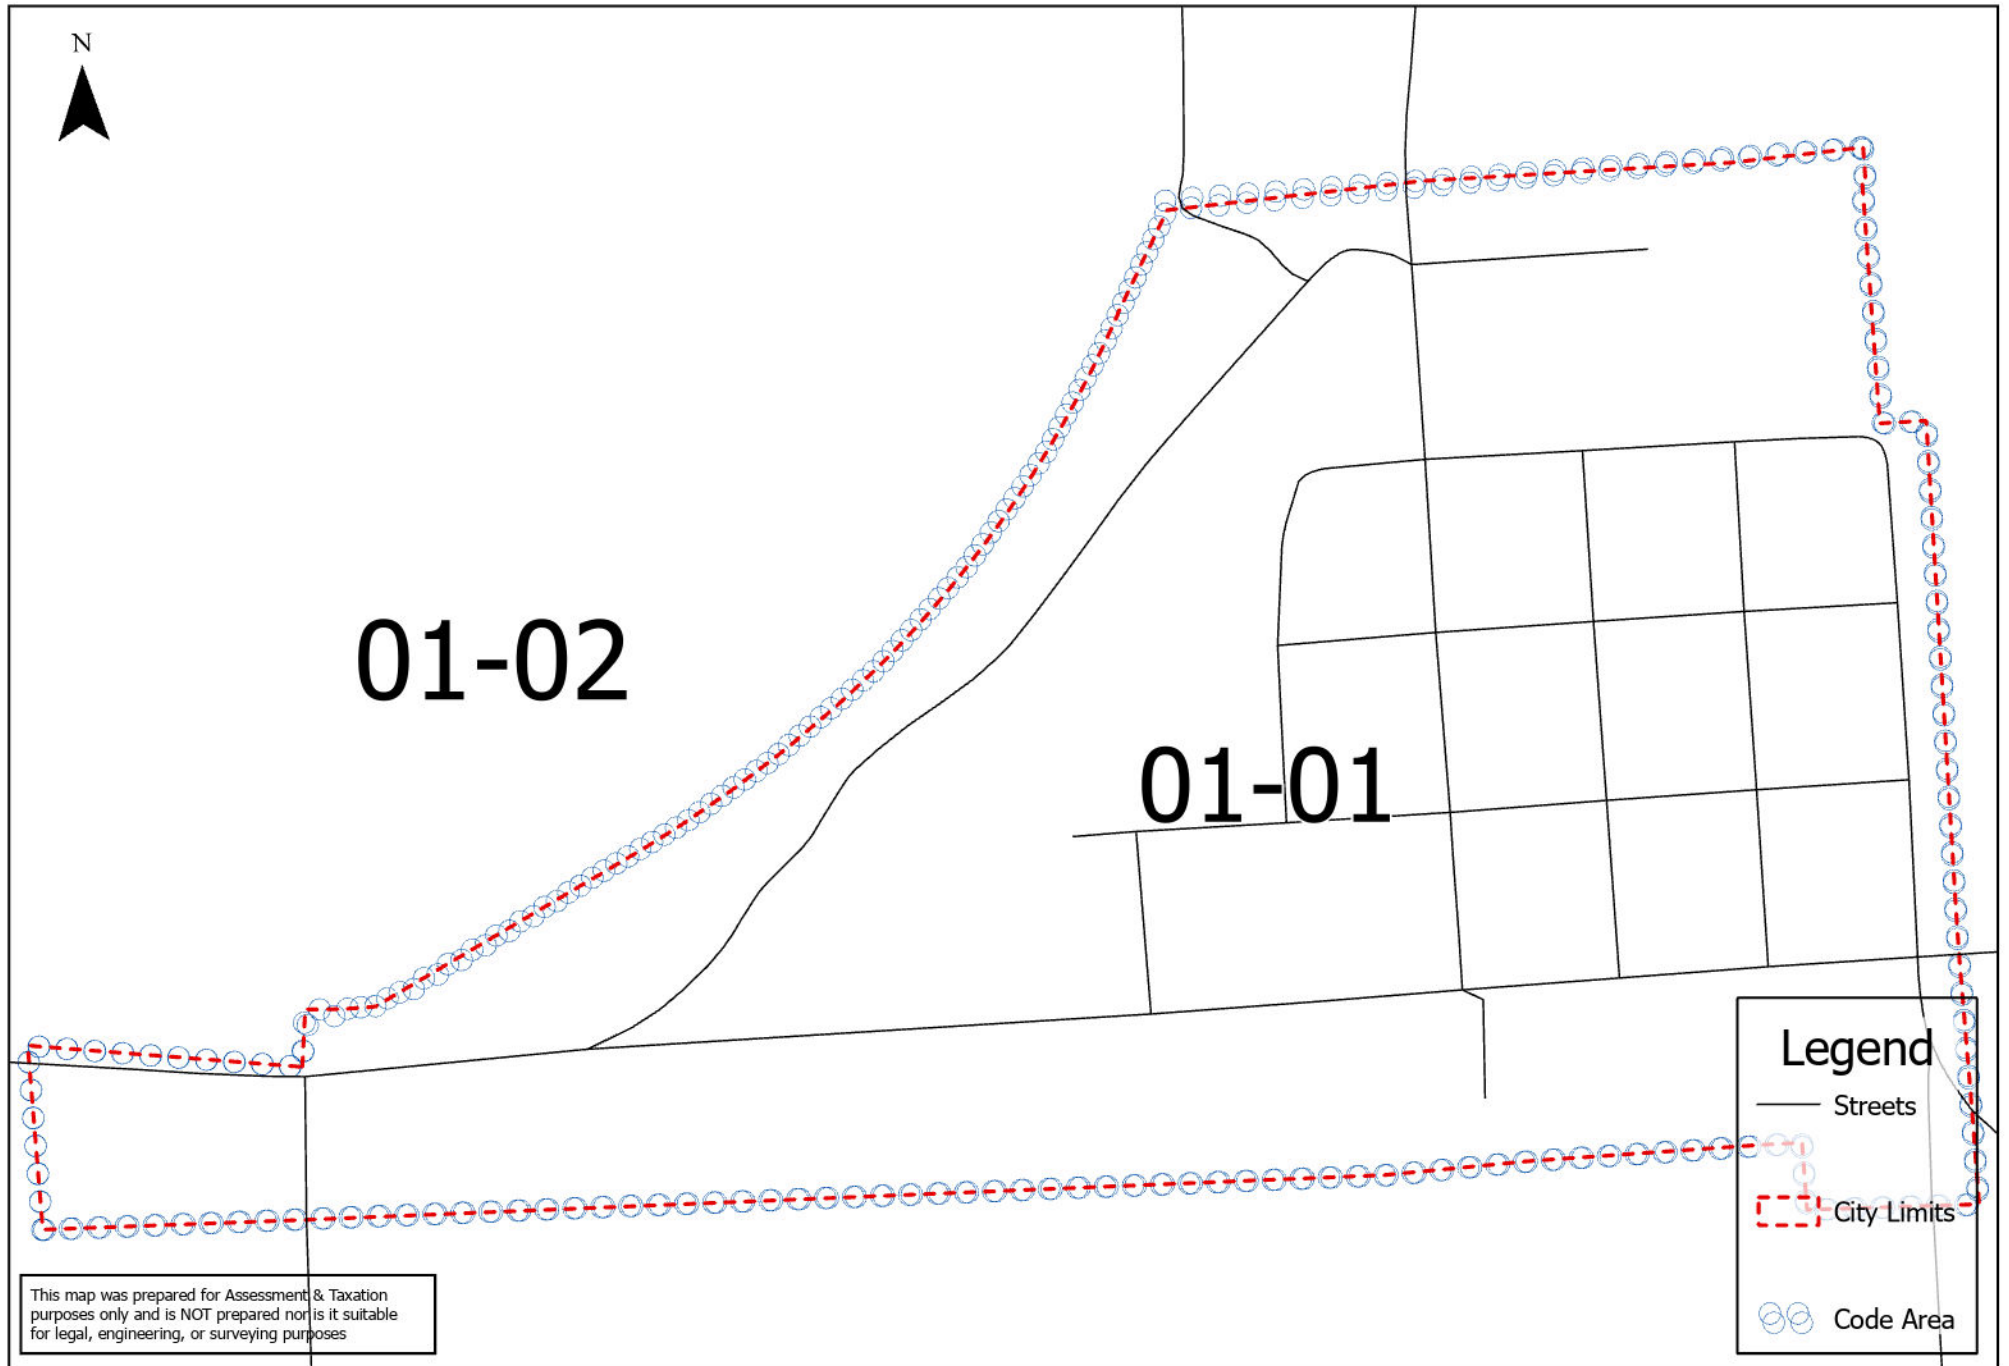 N
01-02
01-01
Legend
Streets
City Limits
Code Area
This map was prepared for Assessment & Taxation
purposes only and is NOT prepared nor is it suitable
for legal, engineering, or surveying purposes